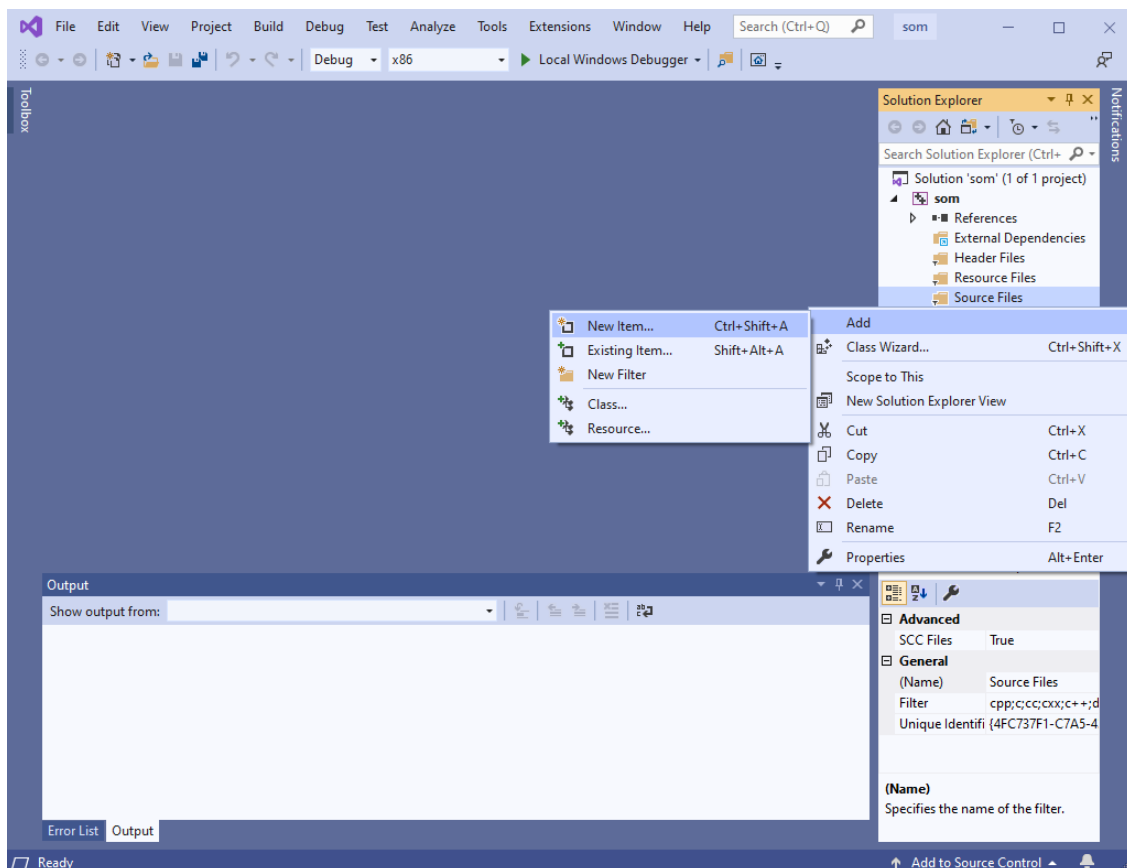 File Edit View Project Build Debug Test Analyze Tools Extensions Window Help Search (Ctrl+Q) som
Debug x86 Local Windows Debugger
Toolbox
Notifications
Solution Explorer
Search Solution Explorer (Ctrl+
Solution 'som' (1 of 1 project)
som
References
External Dependencies
Header Files
Resource Files
Source Files
New Item... Ctrl+Shift+A
Existing Item... Shift+Alt+A
New Filter
Class...
Resource...
Add
Class Wizard... Ctrl+Shift+X
Scope to This
New Solution Explorer View
Cut Ctrl+X
Copy Ctrl+C
Paste Ctrl+V
Delete Del
Rename F2
Properties Alt+Enter
Output
Show output from:
Advanced
SCC Files True
General
(Name) Source Files
Filter cpp;c;cc;cxx;c++;d
Unique Identifi {4FC737F1-C7A5-4
(Name)
Specifies the name of the filter.
Error List Output
Ready Add to Source Control